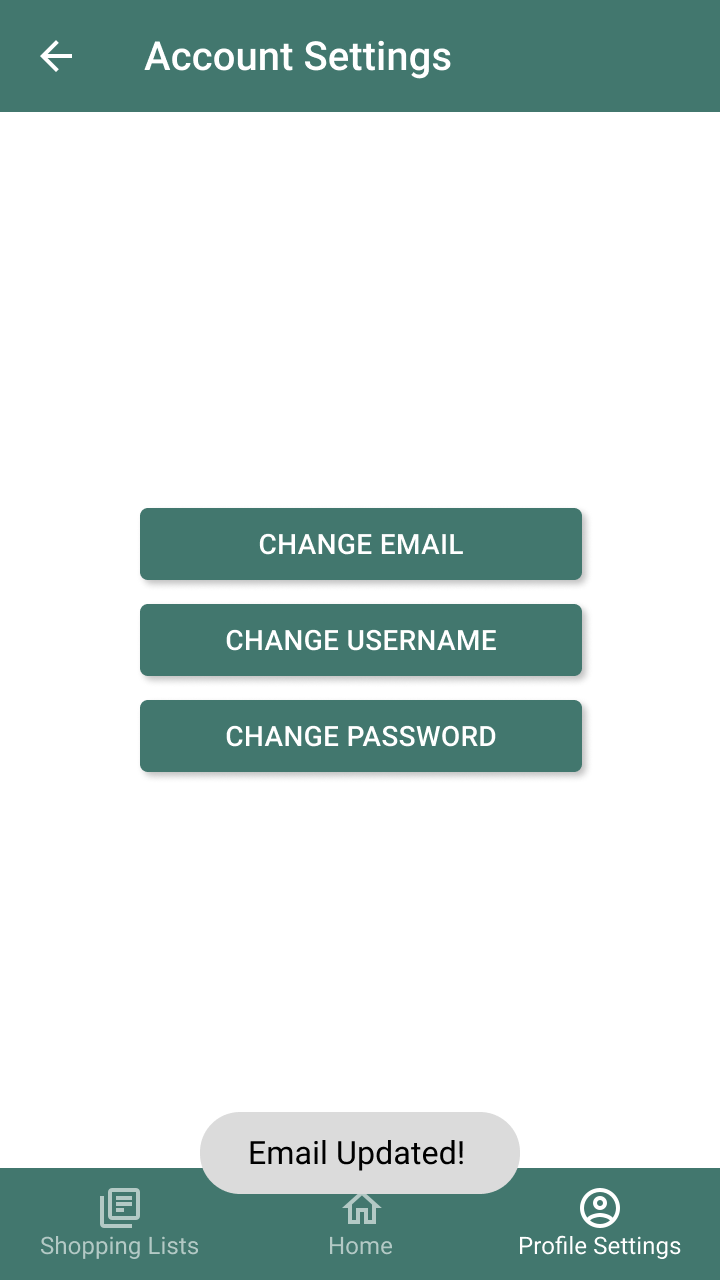 Account Settings
CHANGE EMAIL
CHANGE USERNAME
CHANGE PASSWORD
Email Updated!
Shopping Lists
Home
Profile Settings